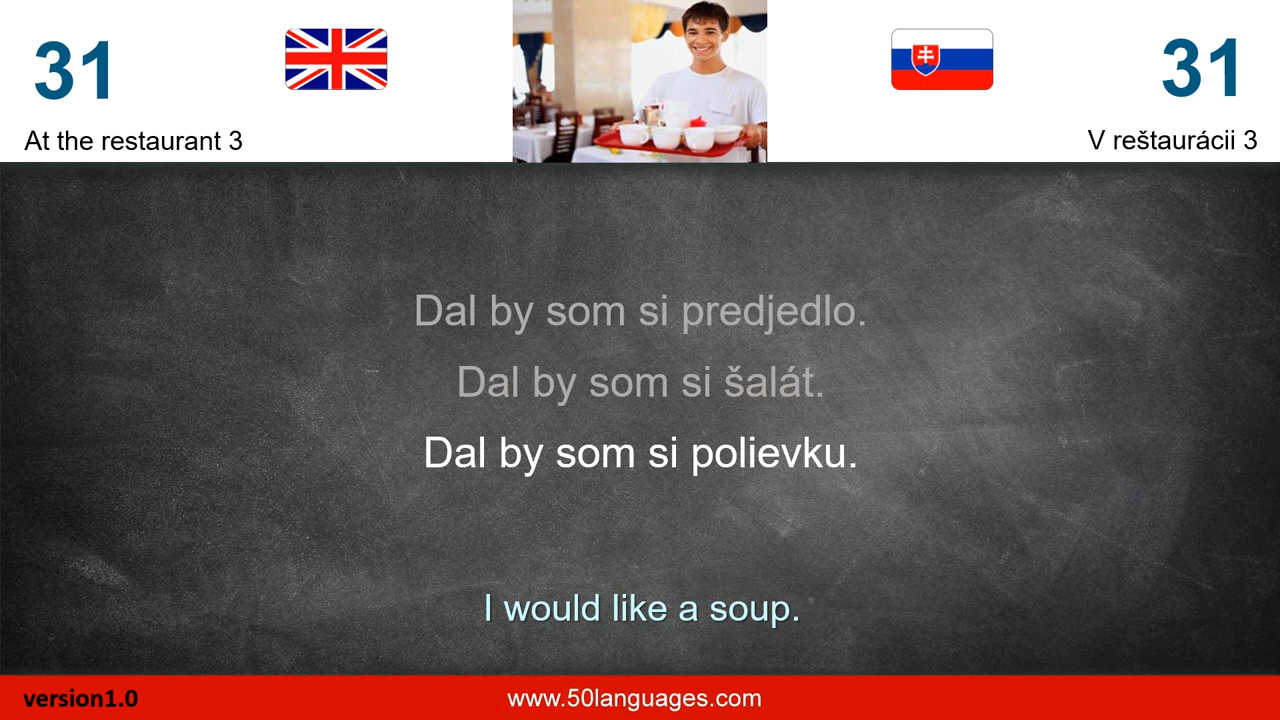 31
31
At the restaurant 3
V reštaurácii 3
Dal by som si predjedlo.
Dal by som si šalát.
Dal by som si polievku.
I would like a soup.
version1.0
www.50languages.com